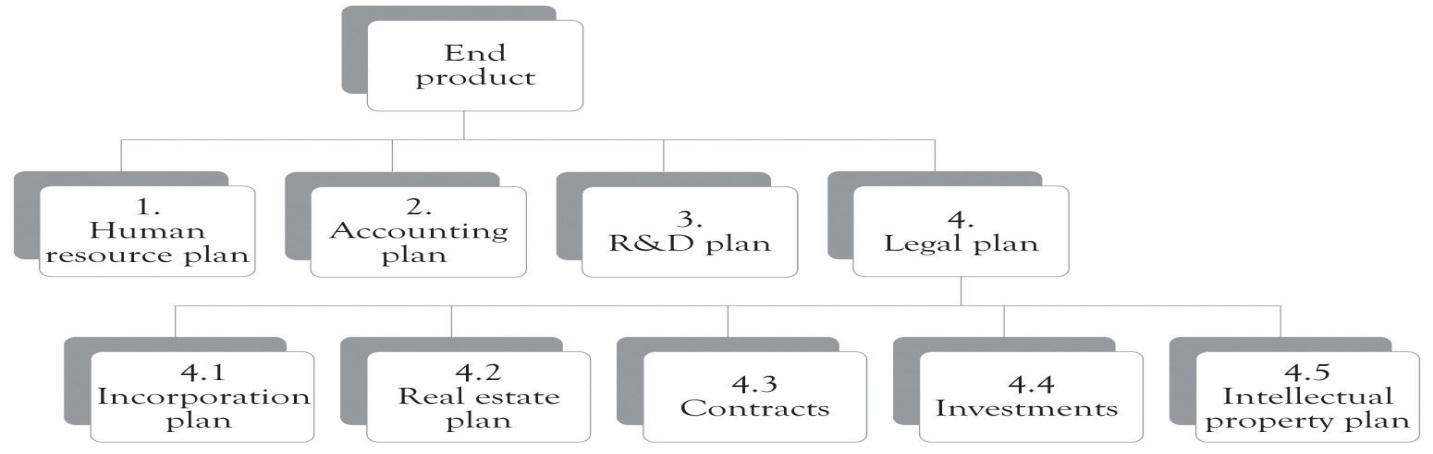 End
product
1.
Human
resource plan
2.
Accounting
plan
3.
R&D plan
4.
Legal plan
4.1
Incorporation
plan
4.2
Real estate
plan
4.3
Contracts
4.4
Investments
4.5
Intellectual
property plan